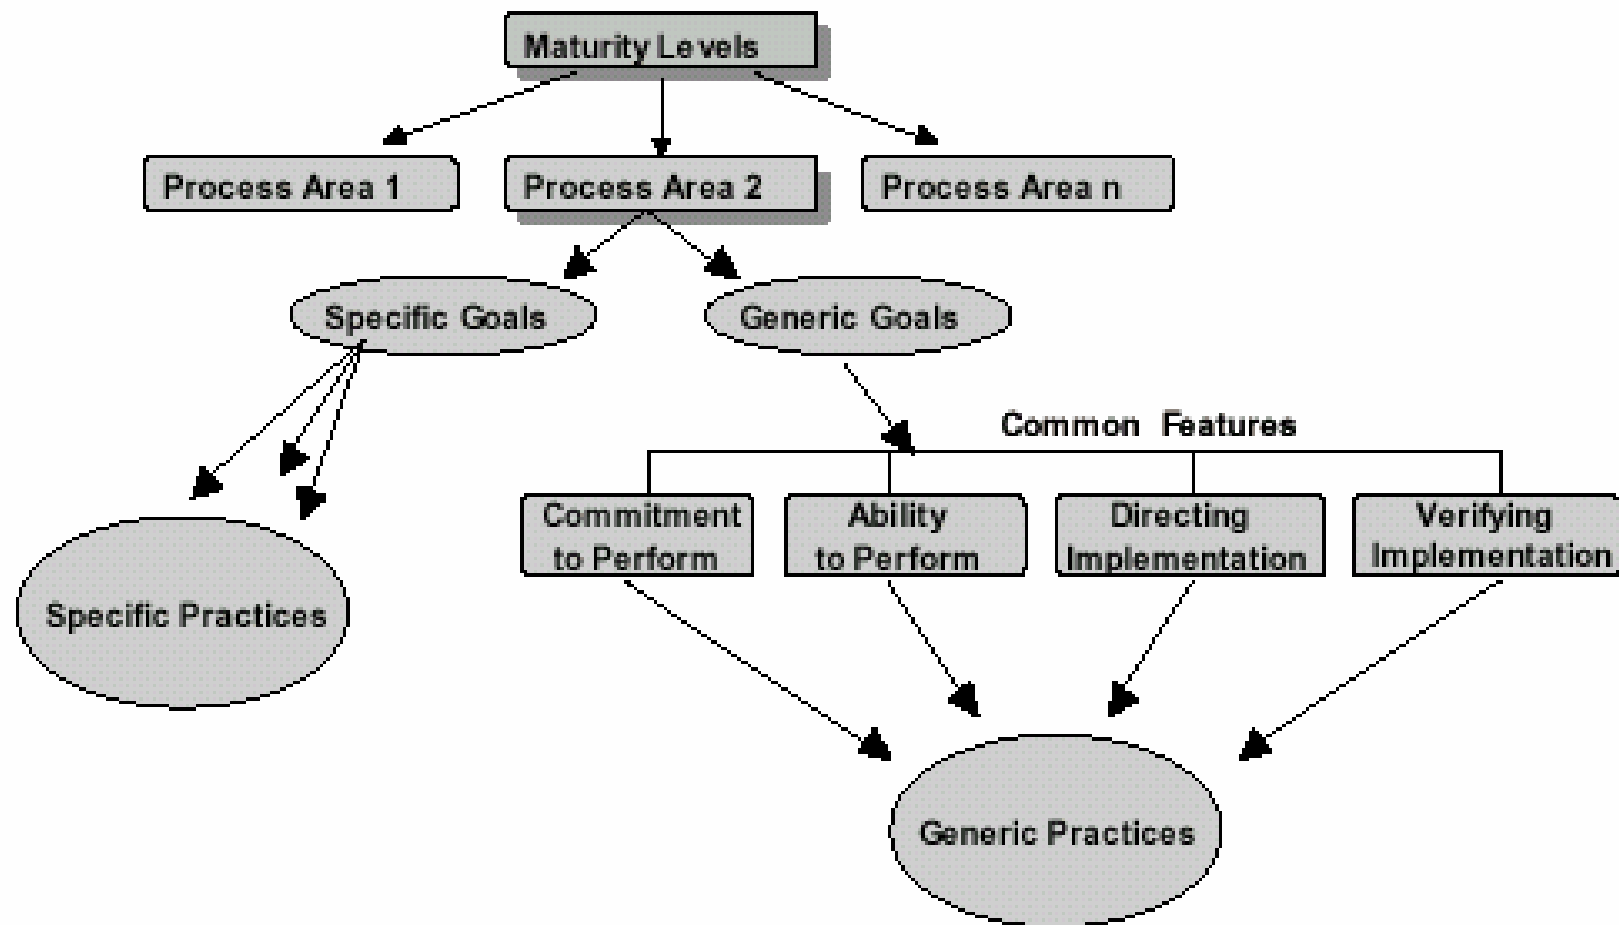 Maturity Levels
Process Area 1
Process Area 2
Process Area n
Specific Goals
Generic Goals
Common Features
Commitment
to Perform
Ability
to Perform
Directing
Implementation
Verifying
Implementation
Specific Practices
Generic Practices